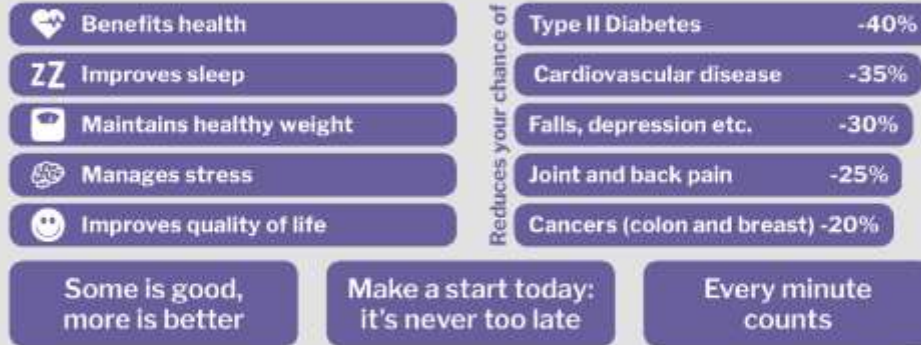 Benefits health
ZZ Improves sleep
Maintains healthy weight
Manages stress
Improves quality of life
Reduces your chance of
Type II Diabetes -40%
Cardiovascular disease -35%
Falls, depression etc. -30%
Joint and back pain -25%
Cancers (colon and breast) -20%
Some is good,
more is better
Make a start today:
it's never too late
Every minute
counts